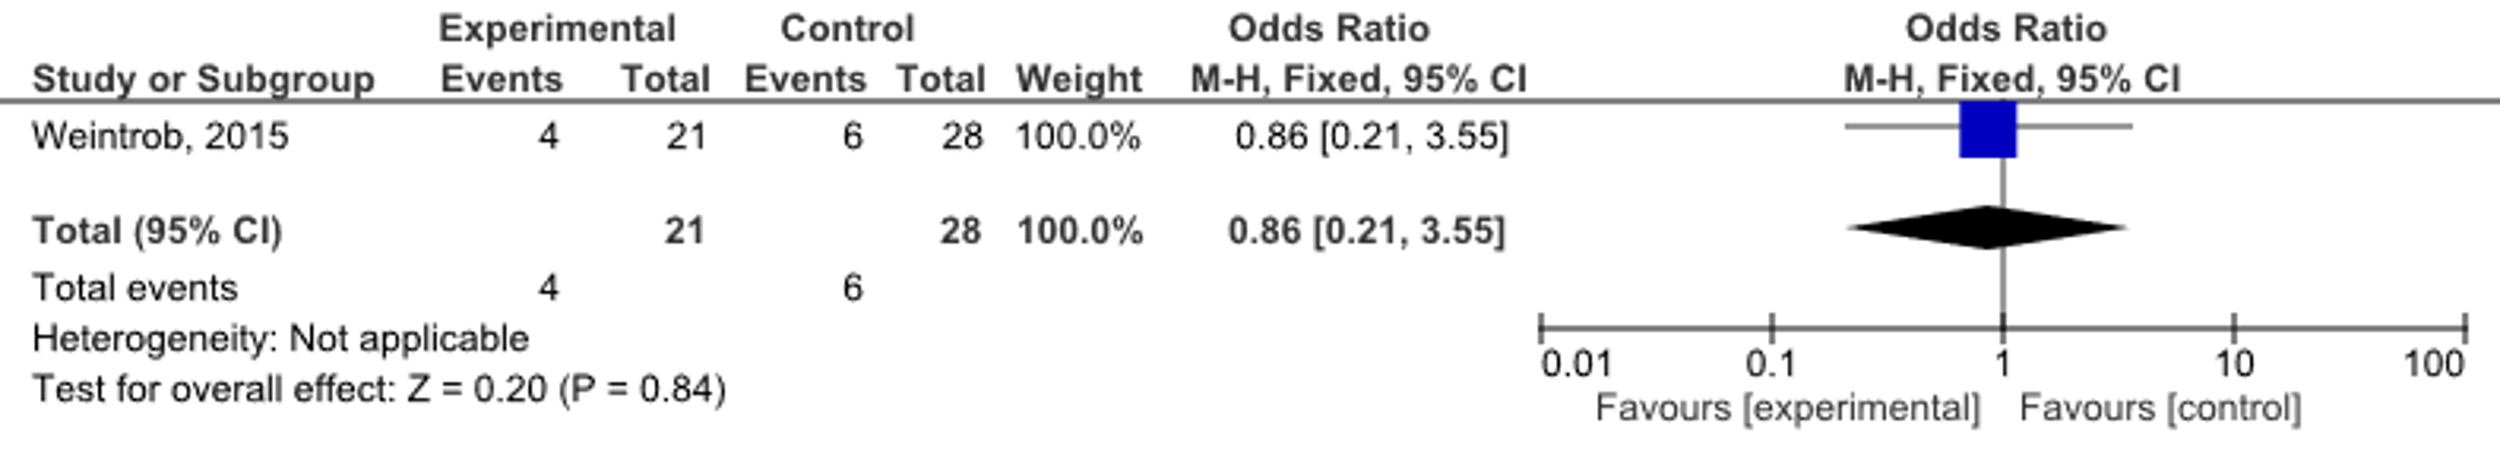 Experimental Control Odds Ratio Odds Ratio
Study or Subgroup Events Total Events Total Weight M-H, Fixed, 95% CI M-H, Fixed, 95% CI
Weintrob, 2015 4 21 6 28 100.0% 0.86 [0.21, 3.55]
Total (95% CI) 21 28 100.0% 0.86 [0.21, 3.55]
Total events 4 6
Heterogeneity: Not applicable
Test for overall effect: Z = 0.20 (P = 0.84)
0.01 0.1 1 10 100
Favours [experimental] Favours [control]